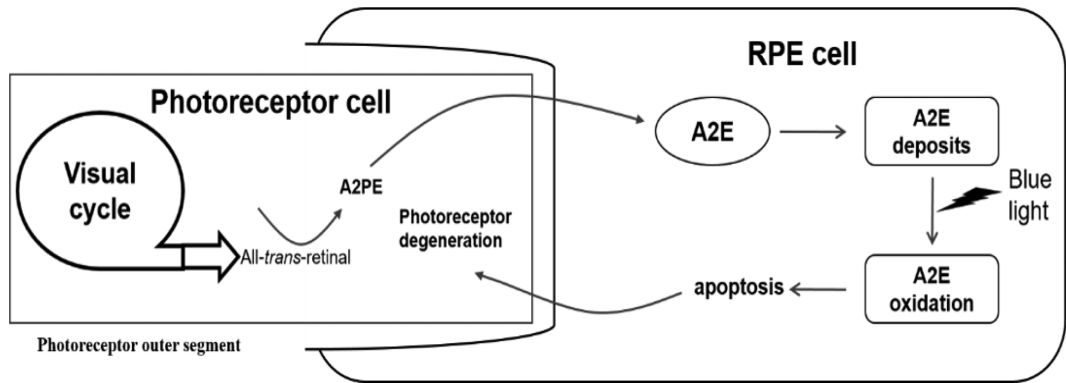 RPE cell
Photoreceptor cell
Visual
cycle
A2PE
All-trans-retinal
Photoreceptor
degeneration
A2E
A2E
deposits
Blue
light
A2E
oxidation
apoptosis
Photoreceptor outer segment